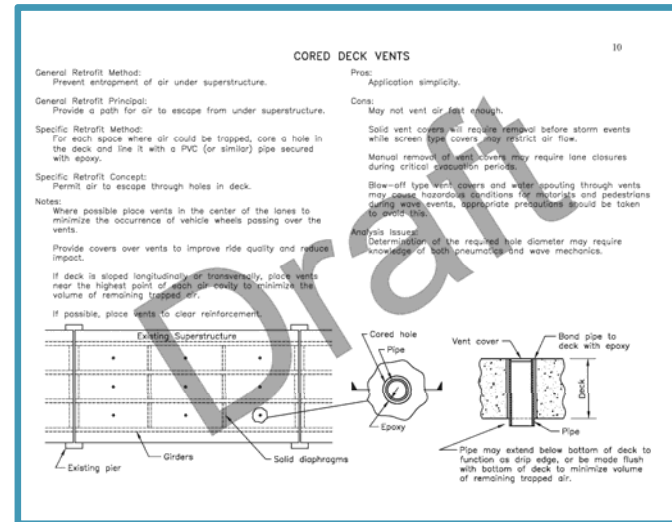 10
CORED DECK VENTS
General Retrofit Method:
Prevent entrapment of air under superstructure.
General Retrofit Principal:
Provide a path for air to escape from under superstructure.
Specific Retrofit Method:
For each space where air could be trapped, core a hole in
the deck and line it with a PVC (or similar) pipe secured
with epoxy.
Specific Retrofit Concept:
Permit air to escape through holes in deck.
Notes:
Where possible place vents in the center of the lanes to
minimize the occurrence of vehicle wheels passing over the
vents.
Provide covers over vents to improve ride quality and reduce
impact.
If deck is sloped longitudinally or transversally, place vents
near the highest point of each air cavity to minimize the
volume of remaining trapped air.
If possible, place vents to clear reinforcement.
Pros:
Application simplicity.
Cons:
May not vent air fast enough.
Solid vent covers will require removal before storm events
while screen type covers may restrict air flow.
Manual removal of vent covers may require lane closures
during critical evacuation periods.
Blow-off type vent covers and water spouting through vents
may cause hazardous conditions for motorists and pedestrians
during wave events, appropriate precautions should be taken
to avoid this.
Analysis Issues:
Determination of the required hole diameter may require
knowledge of both pneumatics and wave mechanics.
Draft
Existing Superstructure
Existing pier
Girders
Solid diaphragms
Cored hole
Pipe
Epoxy
Vent cover
Bond pipe to
deck with epoxy
Deck
Pipe
Pipe may extend below bottom of deck to
function as drip edge, or be made flush
with bottom of deck to minimize volume
of remaining trapped air.